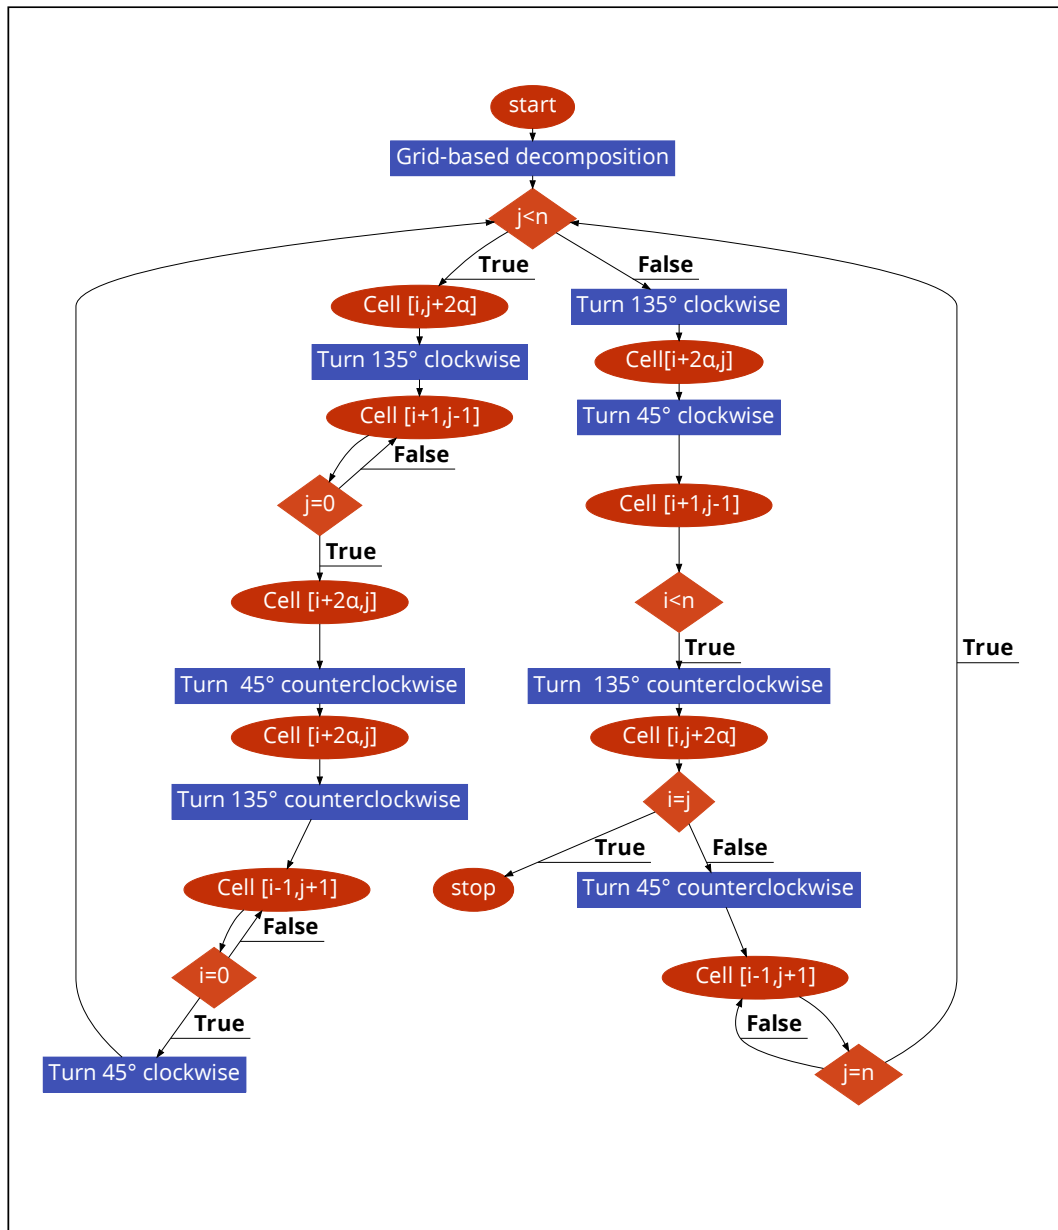 start
Grid-based decomposition
j<n
True
False
Cell [i,j+2α]
Turn 135° clockwise
Cell [i+1,j-1]
False
j=0
True
Cell [i+2α,j]
Turn  45° counterclockwise
Cell [i+2α,j]
Turn 135° counterclockwise
Cell [i-1,j+1]
False
i=0
True
Turn 45° clockwise
Turn 135° clockwise
Cell[i+2α,j]
Turn 45° clockwise
Cell [i+1,j-1]
i<n
True
Turn  135° counterclockwise
Cell [i,j+2α]
i=j
True
False
stop
Turn 45° counterclockwise
Cell [i-1,j+1]
False
j=n
True